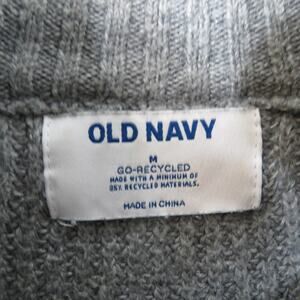 OLD NAVY
M
GO-RECYCLED
MADE WITH A MINIMUM OF
85% RECYCLED MATERIALS.
MADE IN CHINA